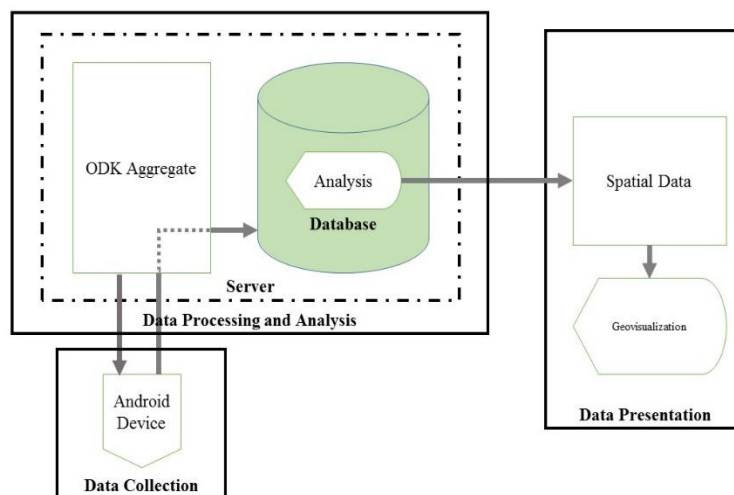 ODK Aggregate
Analysis
Database
Server
Data Processing and Analysis
Android
Device
Data Collection
Spatial Data
Geovisualization
Data Presentation